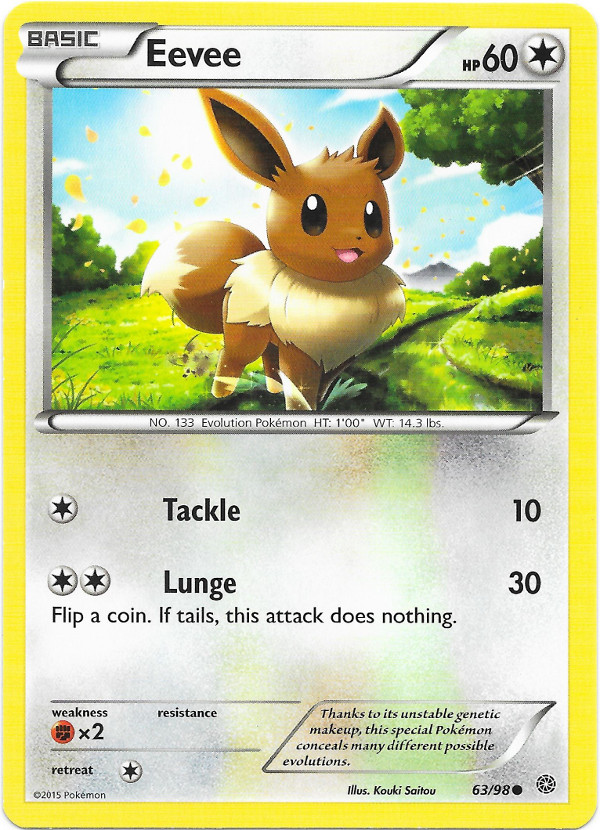 BASIC Eevee HP60
NO. 133 Evolution Pokémon HT: 1'00" WT: 14.3 lbs.
Tackle 10
Lunge 30
Flip a coin. If tails, this attack does nothing.
weakness resistance
×2
retreat
Thanks to its unstable genetic
makeup, this special Pokémon
conceals many different possible
evolutions.
©2015 Pokémon Illus. Kouki Saitou 63/98